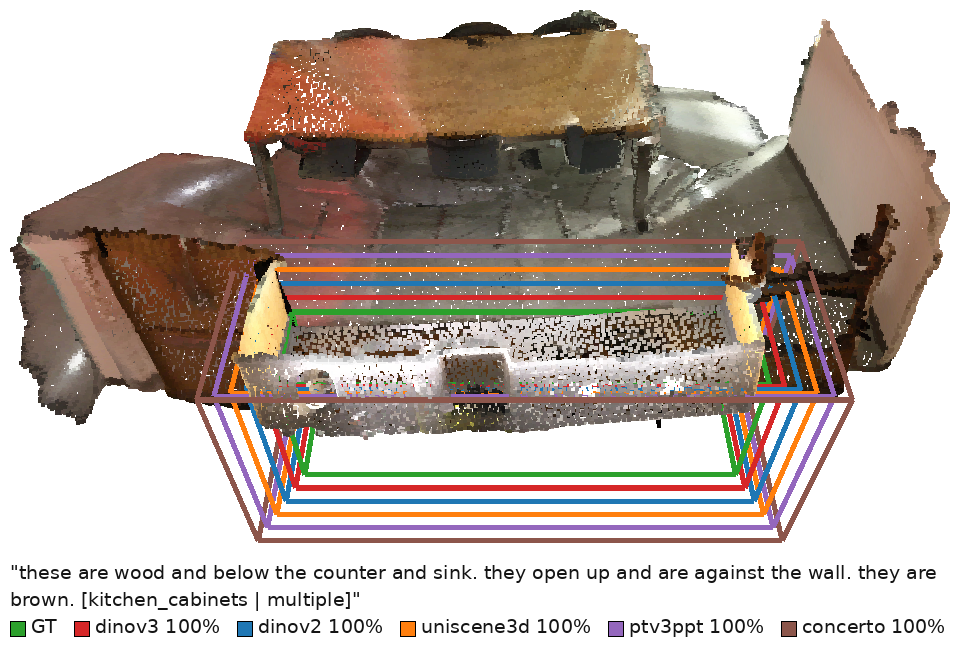 "these are wood and below the counter and sink. they open up and are against the wall. they are
brown. [kitchen_cabinets | multiple]"
GT dinov3 100% dinov2 100% uniscene3d 100% ptv3ppt 100% concerto 100%